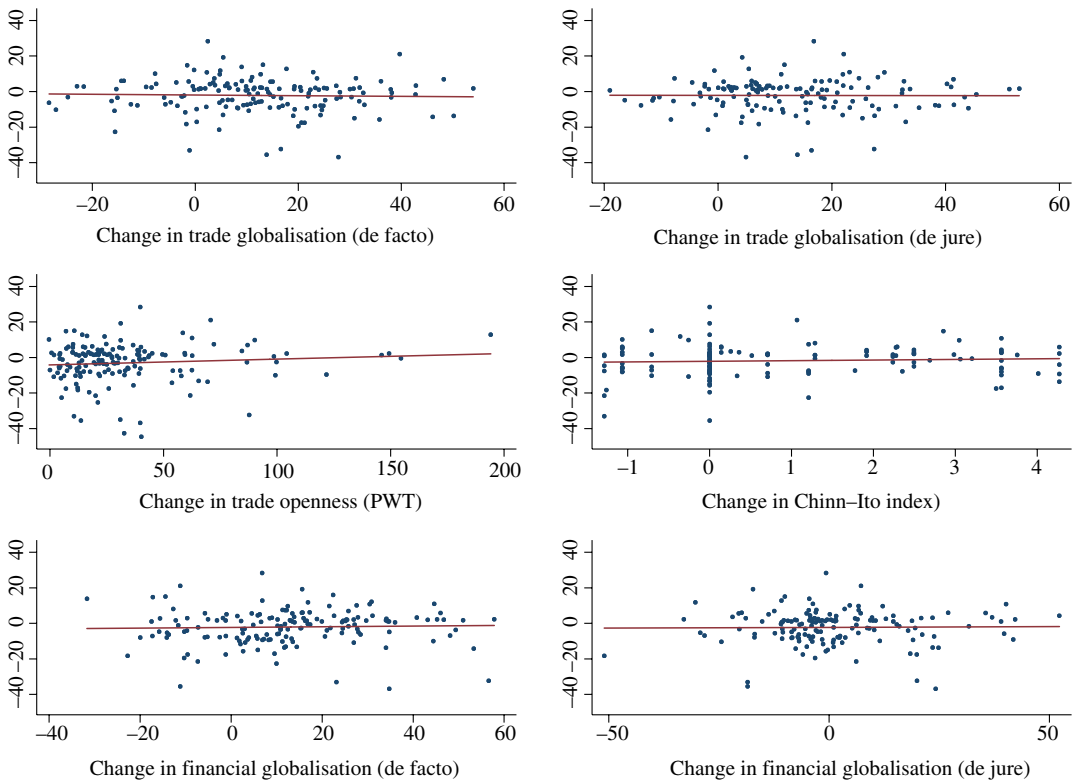 40
20
0
−20
−40
−20 0 20 40 60
Change in trade globalisation (de facto)
40
20
0
−20
−40
−20 0 20 40 60
Change in trade globalisation (de jure)
40
20
0
−20
−40
0 50 100 150 200
Change in trade openness (PWT)
40
20
0
−20
−40
−1 0 1 2 3 4
Change in Chinn–Ito index)
40
20
0
−20
−40
−40 −20 0 20 40 60
Change in financial globalisation (de facto)
40
20
0
−20
−40
−50 0 50
Change in financial globalisation (de jure)